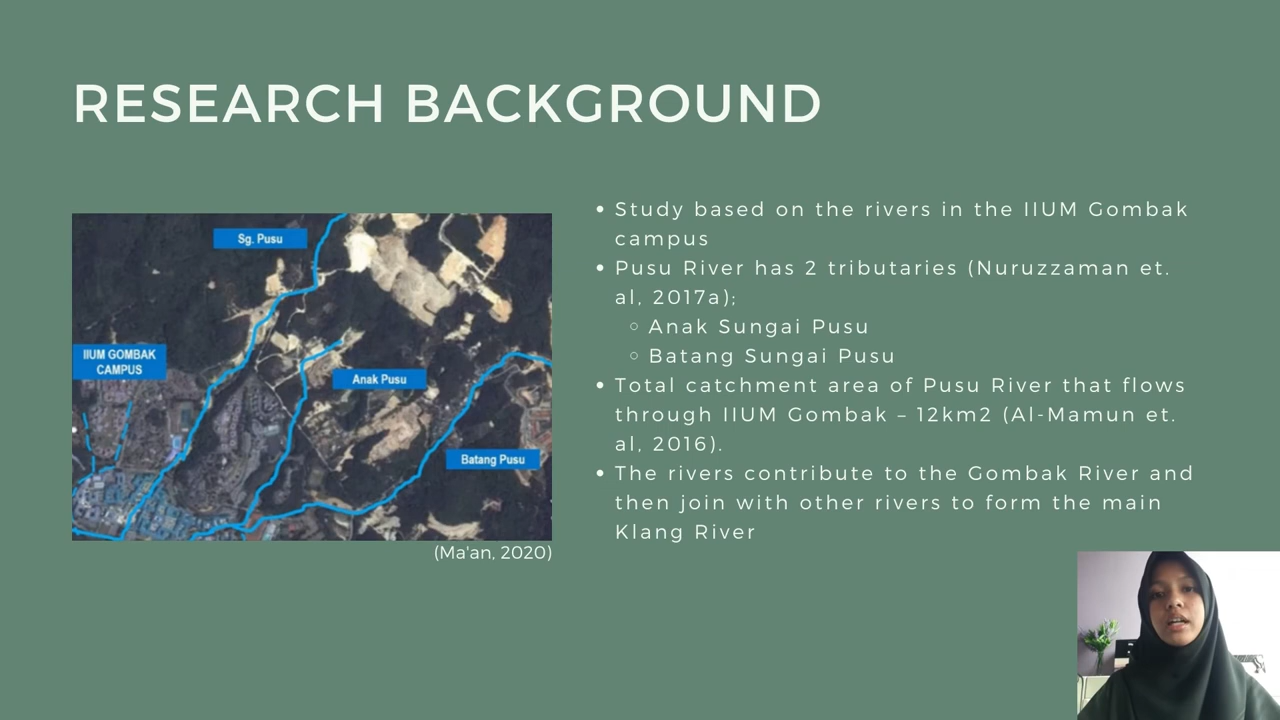 RESEARCH BACKGROUND
Sg. Pusu
IIUM GOMBAK
CAMPUS
Anak Pusu
Batang Pusu
(Ma'an, 2020)
• Study based on the rivers in the IIUM Gombak
campus
• Pusu River has 2 tributaries (Nuruzzaman et.
al, 2017a);
◦ Anak Sungai Pusu
◦ Batang Sungai Pusu
• Total catchment area of Pusu River that flows
through IIUM Gombak – 12km2 (Al-Mamun et.
al, 2016).
• The rivers contribute to the Gombak River and
then join with other rivers to form the main
Klang River